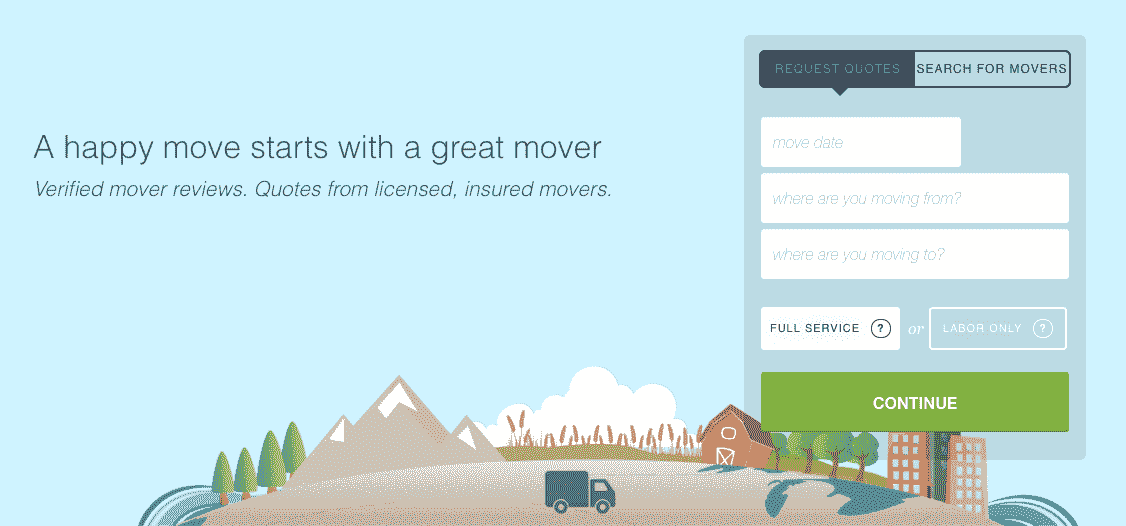 REQUEST QUOTES SEARCH FOR MOVERS
A happy move starts with a great mover
Verified mover reviews. Quotes from licensed, insured movers.
move date
where are you moving from?
where are you moving to?
FULL SERVICE ? or LABOR ONLY ?
CONTINUE